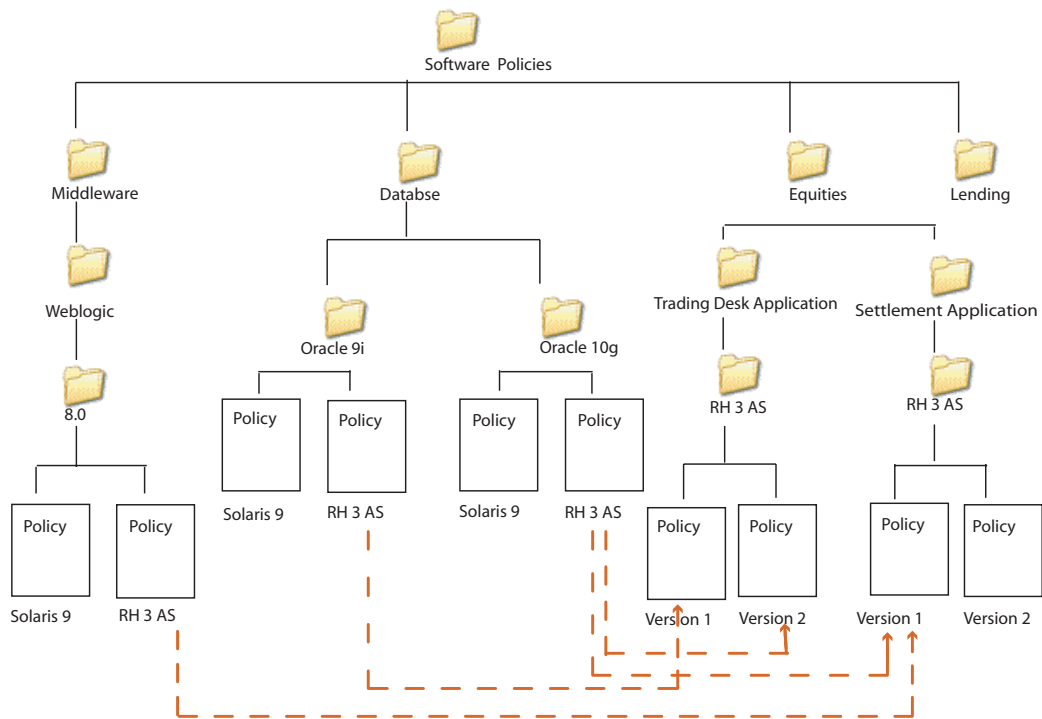 Software Policies
Middleware
Databse
Equities
Lending
Weblogic
Oracle 9i
Oracle 10g
Trading Desk Application
Settlement Application
8.0
RH 3 AS
RH 3 AS
Policy
Policy
Policy
Policy
Solaris 9
RH 3 AS
Solaris 9
RH 3 AS
Policy
Policy
Policy
Policy
Policy
Policy
Solaris 9
RH 3 AS
Version 1
Version 2
Version 1
Version 2